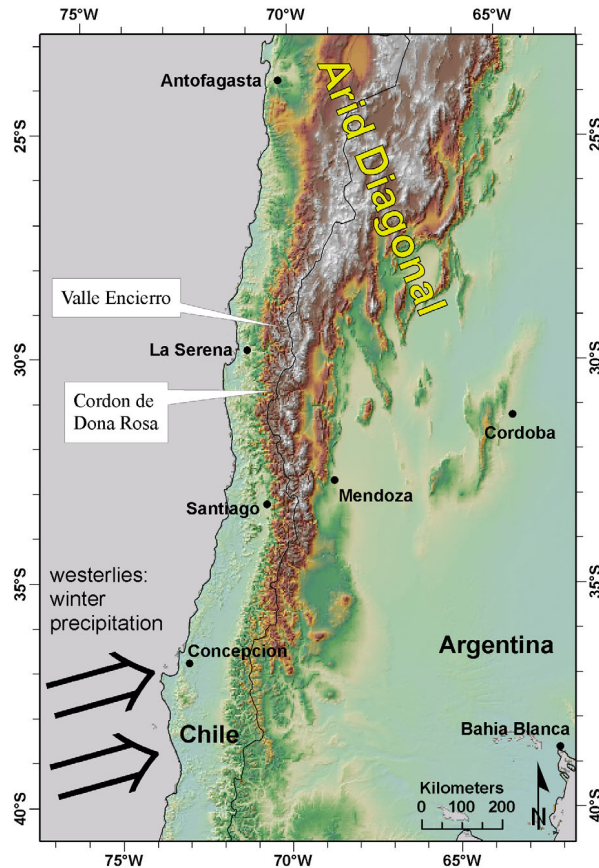 75°W 70°W 65°W
Antofagasta
Arid Diagonal
25°S 25°S
Valle Encierro
La Serena
30°S 30°S
Cordon de
Dona Rosa
Cordoba
Mendoza
Santiago
westerlies:
winter
precipitation
35°S 35°S
Concepcion
Argentina
Chile
Bahia Blanca
Kilometers
0 100 200
N
40°S 40°S
75°W 70°W 65°W